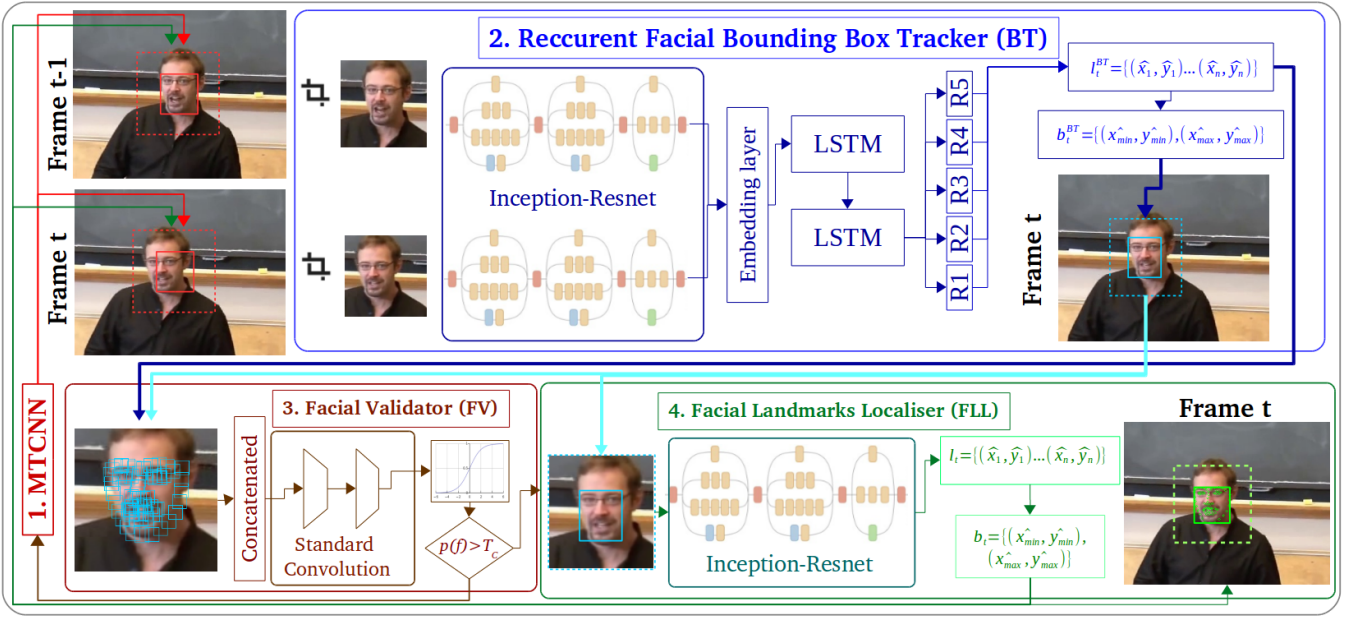 Frame t-1
Frame t
1. MTCNN
2. Reccurent Facial Bounding Box Tracker (BT)
Inception-Resnet
Embedding layer
LSTM
LSTM
R5
R4
R3
R2
R1
l_t^{BT}={(x̂_1,ŷ_1)...(x̂_n,ŷ_n)}
b_t^{BT}={(x̂_min,ŷ_min),(x̂_max,ŷ_max)}
Frame t
3. Facial Validator (FV)
Concatenated
Standard
Convolution
p(f)>T_C
4. Facial Landmarks Localiser (FLL)
Inception-Resnet
l_t={(x̂_1,ŷ_1)...(x̂_n,ŷ_n)}
b_t={(x̂_min,ŷ_min),
(x̂_max,ŷ_max)}
Frame t